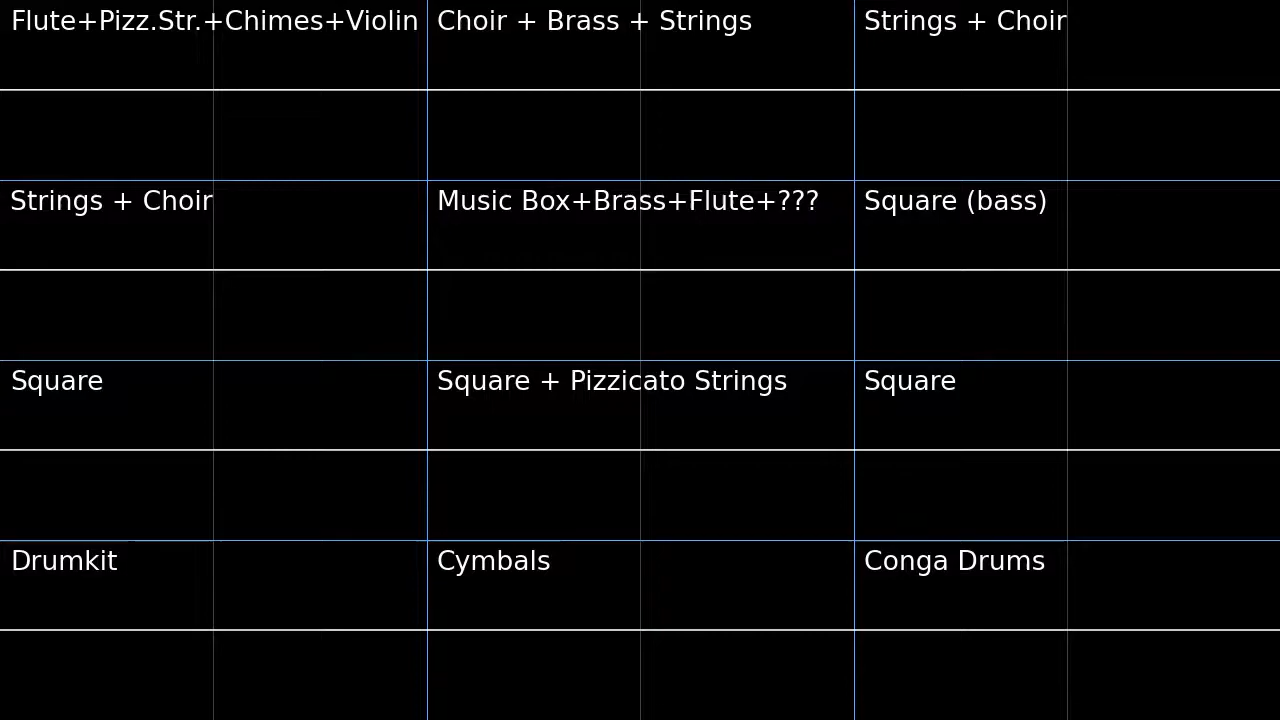 Flute+Pizz.Str.+Chimes+Violin
Choir + Brass + Strings
Strings + Choir
Strings + Choir
Music Box+Brass+Flute+???
Square (bass)
Square
Square + Pizzicato Strings
Square
Drumkit
Cymbals
Conga Drums